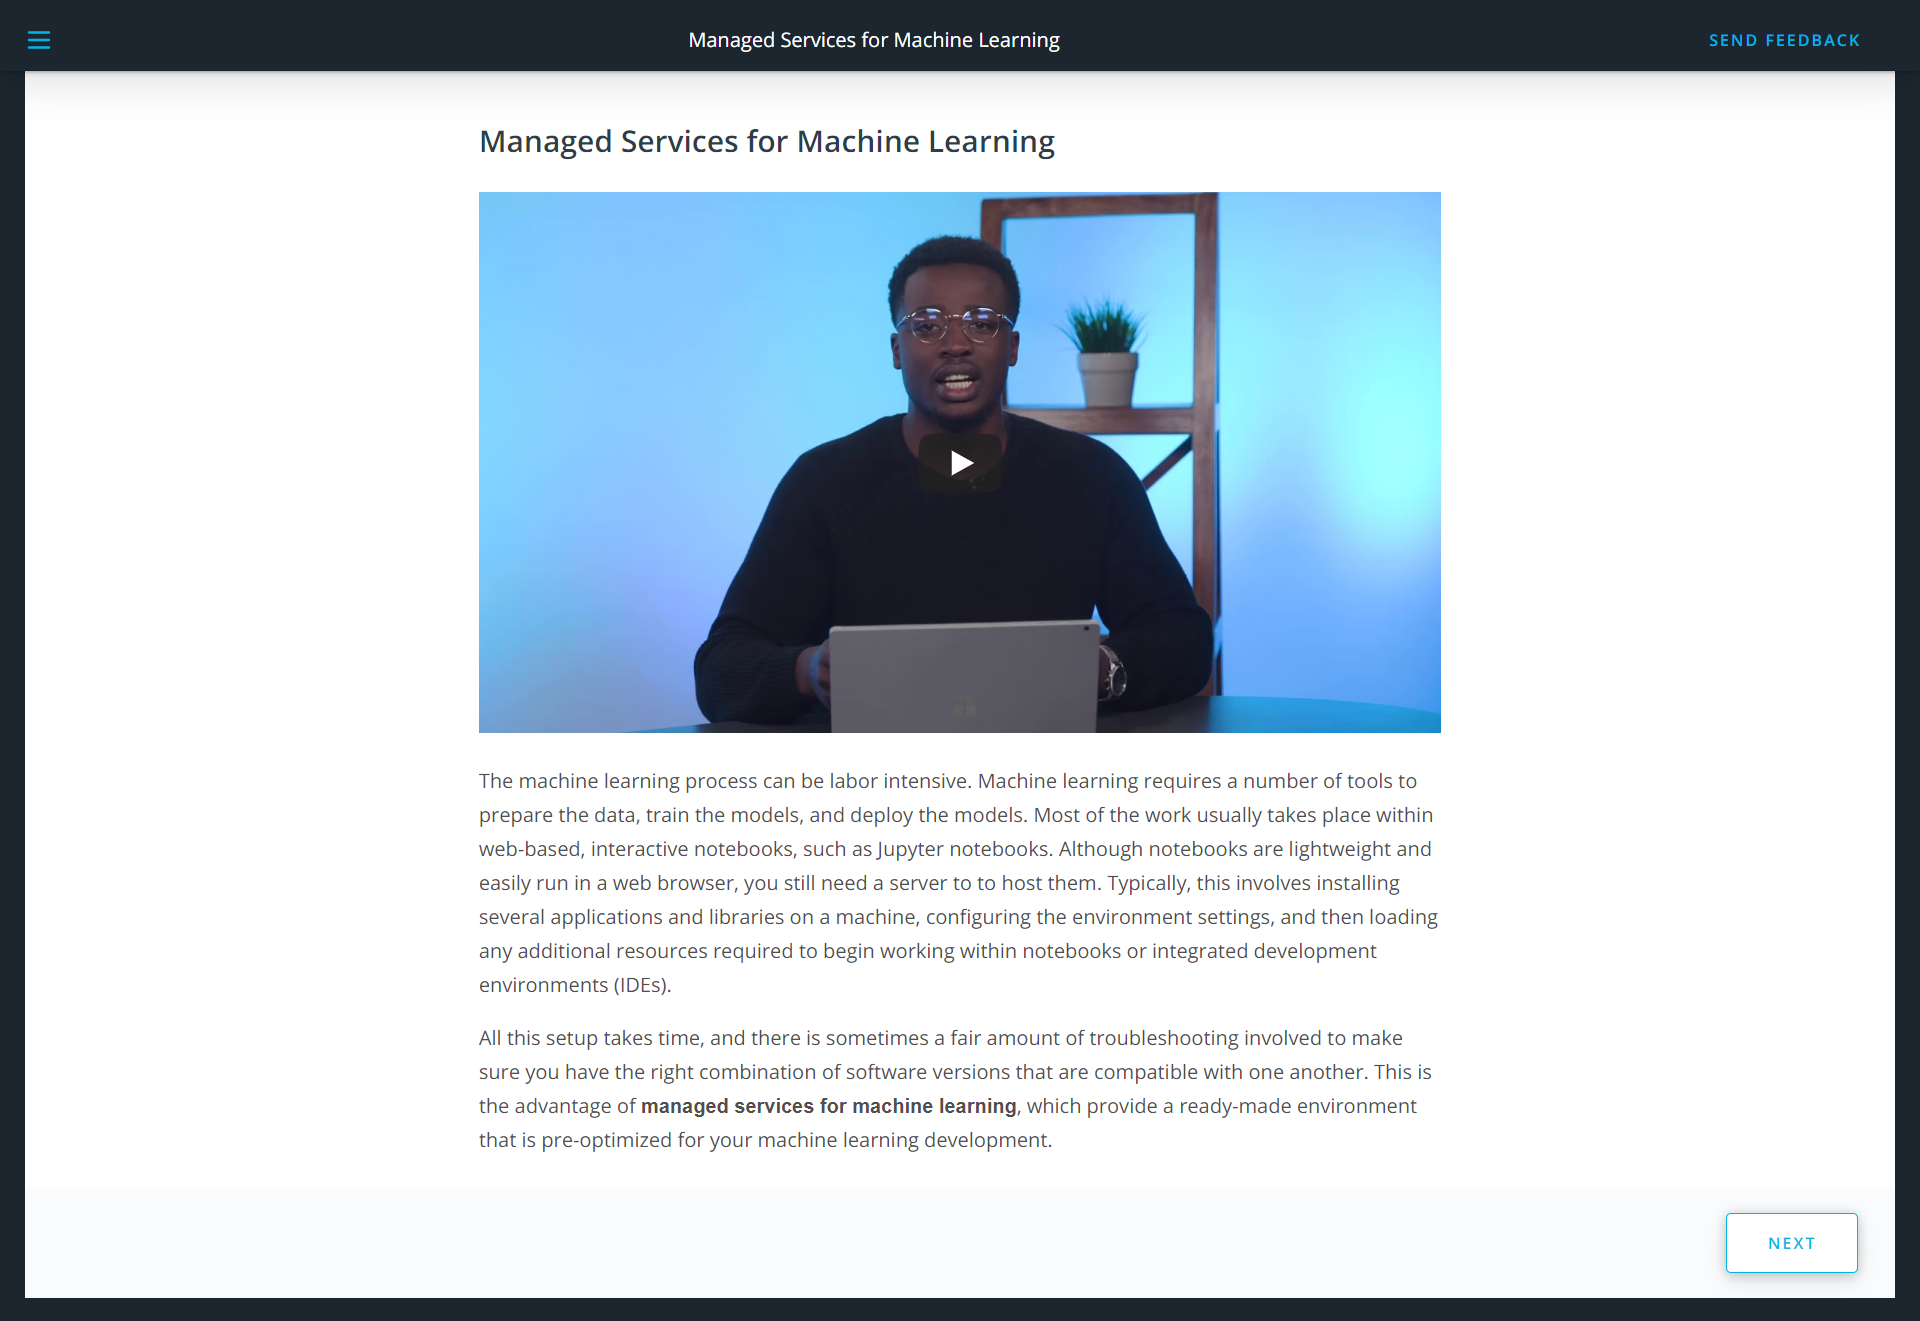 Managed Services for Machine Learning
SEND FEEDBACK
Managed Services for Machine Learning
The machine learning process can be labor intensive. Machine learning requires a number of tools to
prepare the data, train the models, and deploy the models. Most of the work usually takes place within
web-based, interactive notebooks, such as Jupyter notebooks. Although notebooks are lightweight and
easily run in a web browser, you still need a server to to host them. Typically, this involves installing
several applications and libraries on a machine, configuring the environment settings, and then loading
any additional resources required to begin working within notebooks or integrated development
environments (IDEs).
All this setup takes time, and there is sometimes a fair amount of troubleshooting involved to make
sure you have the right combination of software versions that are compatible with one another. This is
the advantage of managed services for machine learning, which provide a ready-made environment
that is pre-optimized for your machine learning development.
NEXT